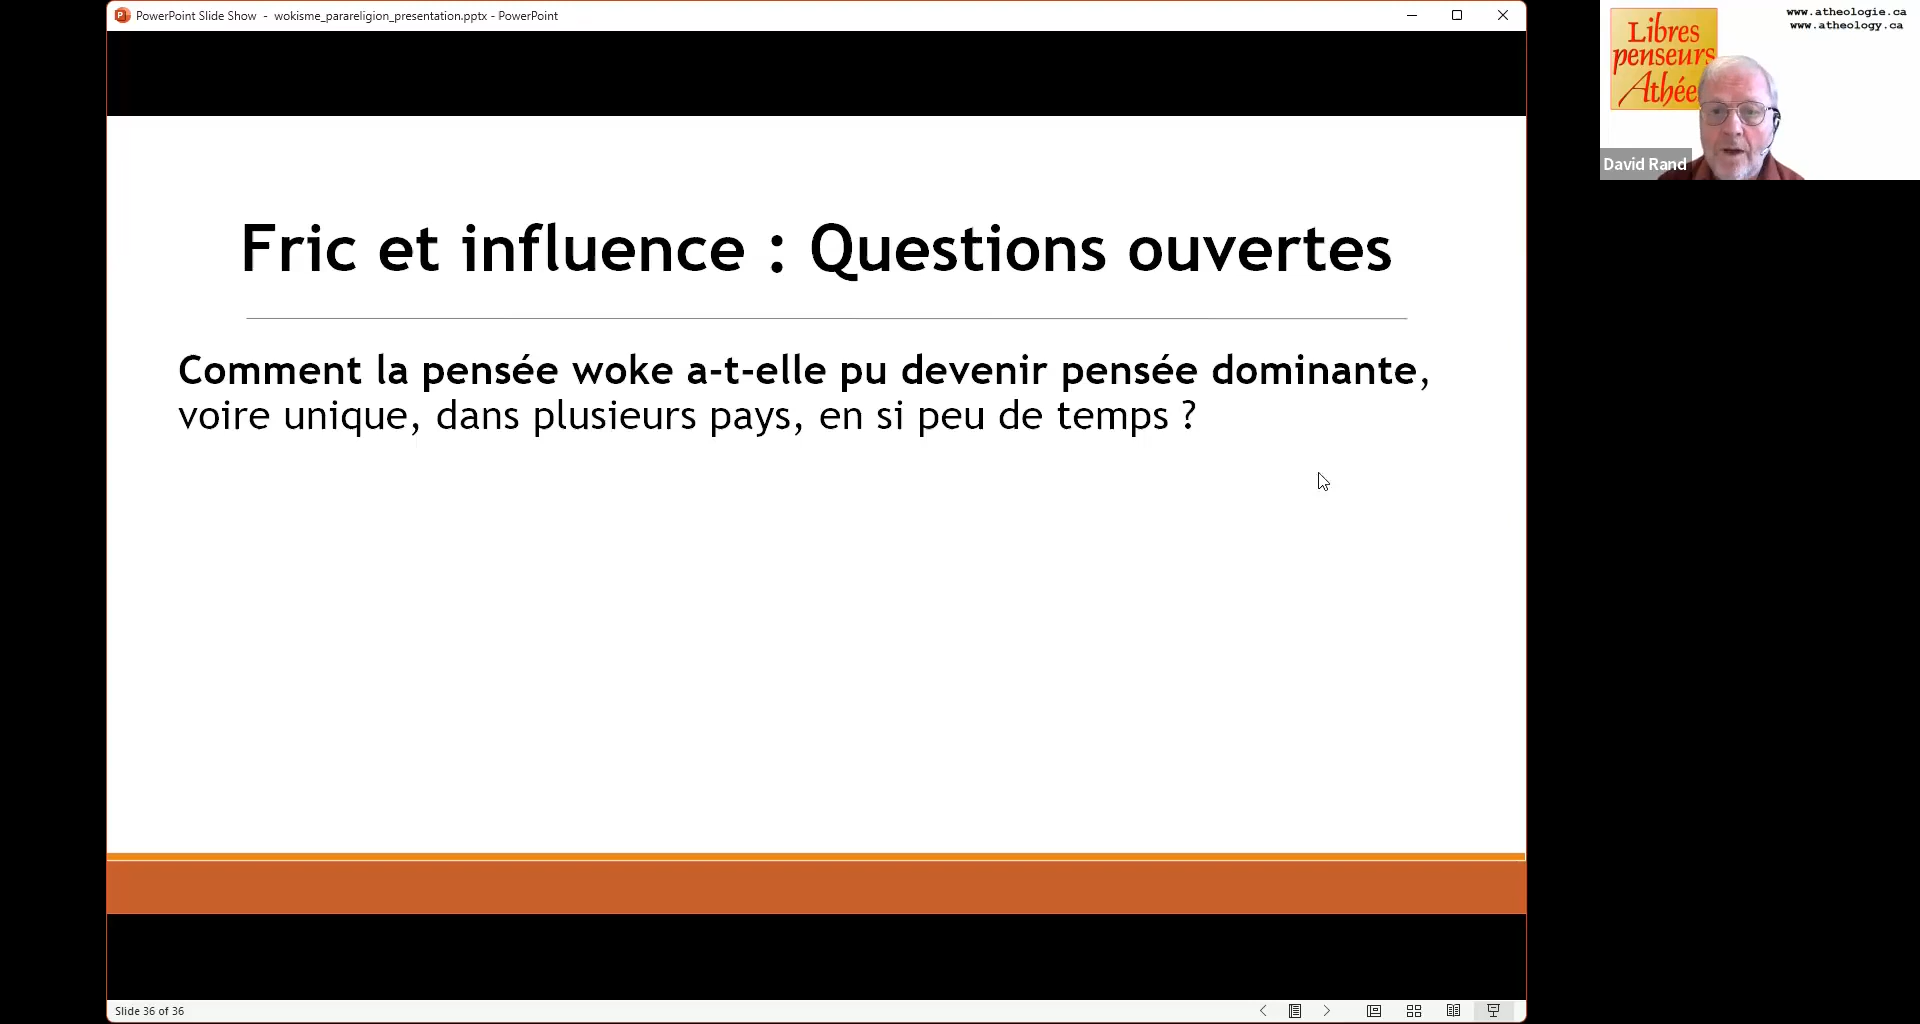 PowerPoint Slide Show - wokisme_parareligion_presentation.pptx - PowerPoint
www.atheologie.ca
www.atheology.ca
Libres
penseurs
Athée
David Rand
Fric et influence : Questions ouvertes
Comment la pensée woke a-t-elle pu devenir pensée dominante,
voire unique, dans plusieurs pays, en si peu de temps ?
Slide 36 of 36